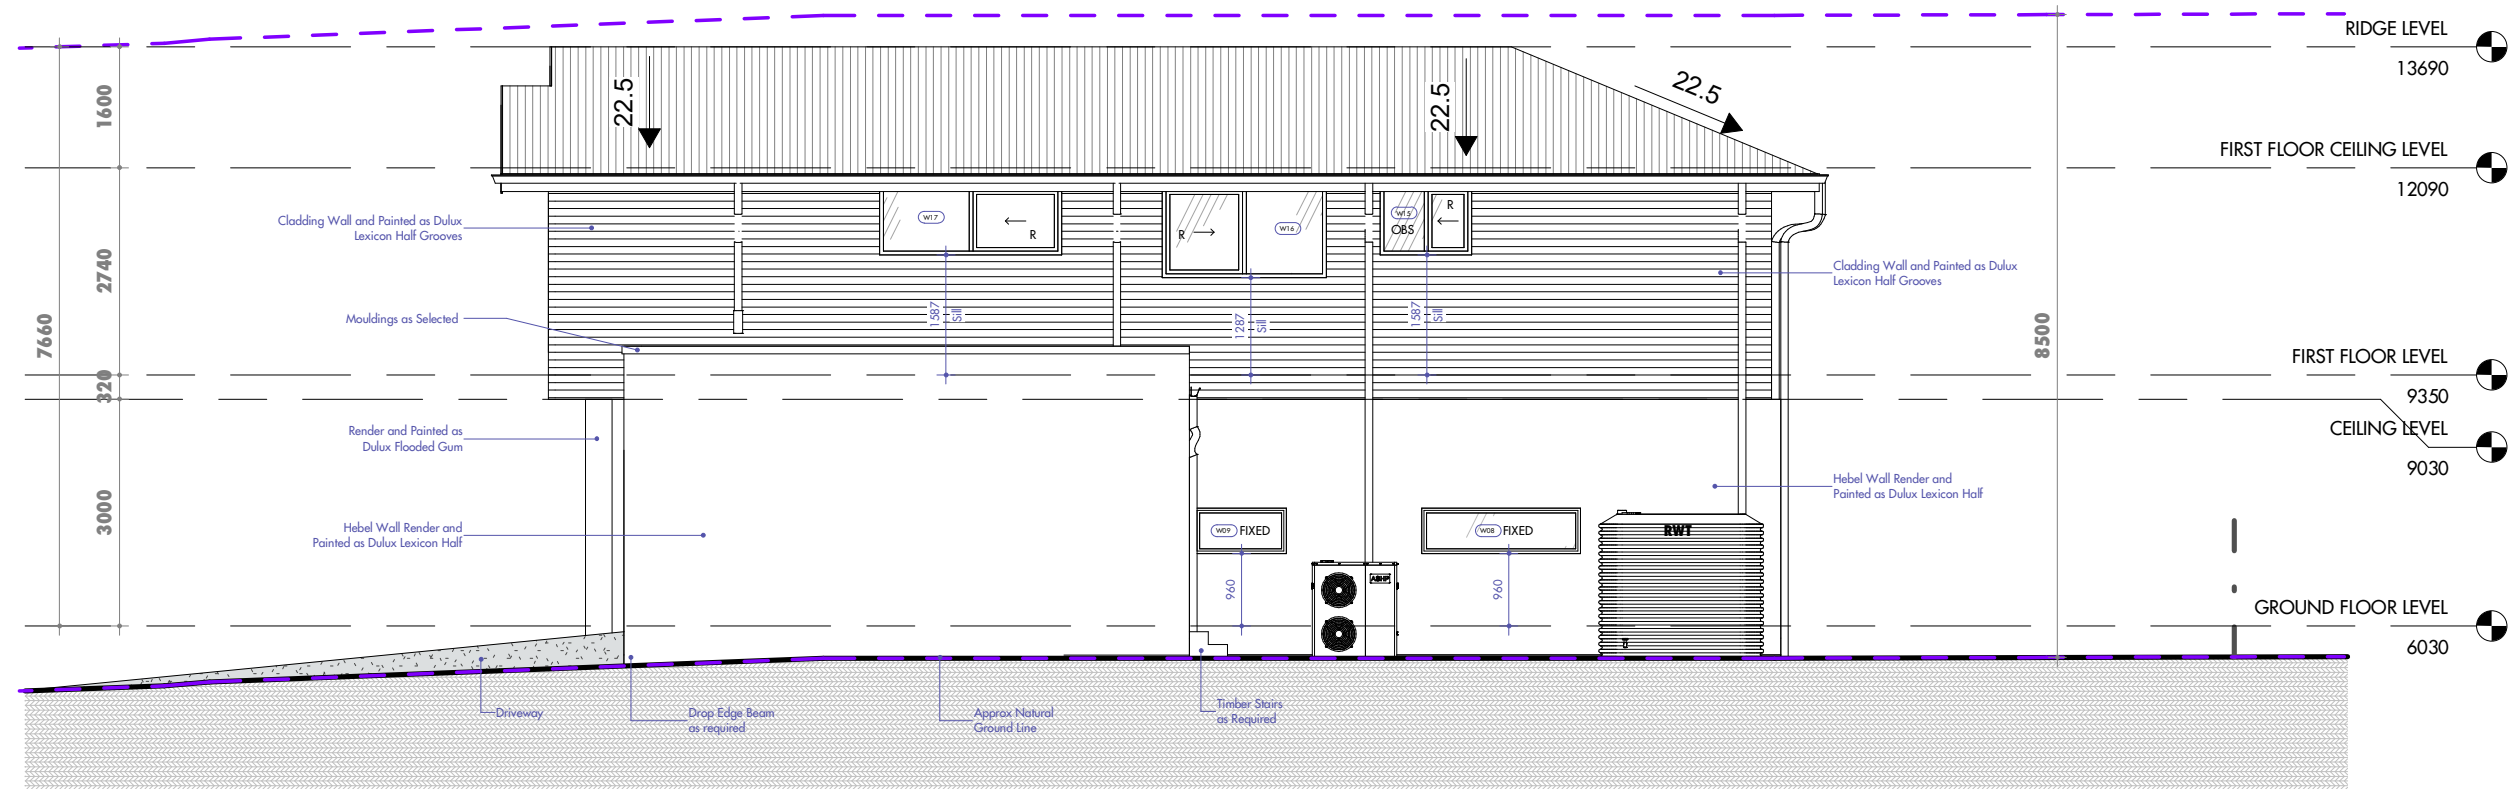 RIDGE LEVEL
13690
1600
22.5
22.5
22.5
FIRST FLOOR CEILING LEVEL
12090
Cladding Wall and Painted as Dulux
Lexicon Half Grooves
W17
R
R
W16
W15
OBS
R
Cladding Wall and Painted as Dulux
Lexicon Half Grooves
2740
7660
Mouldings as Selected
1587
Sill
1287
Sill
1587
Sill
8500
FIRST FLOOR LEVEL
9350
320
CEILING LEVEL
9030
Render and Painted as
Dulux Flooded Gum
3000
Hebel Wall Render and
Painted as Dulux Lexicon Half
Hebel Wall Render and
Painted as Dulux Lexicon Half
W09 FIXED
W08 FIXED
RWT
ASHP
960
960
GROUND FLOOR LEVEL
6030
Driveway
Drop Edge Beam
as required
Approx Natural
Ground Line
Timber Stairs
as Required